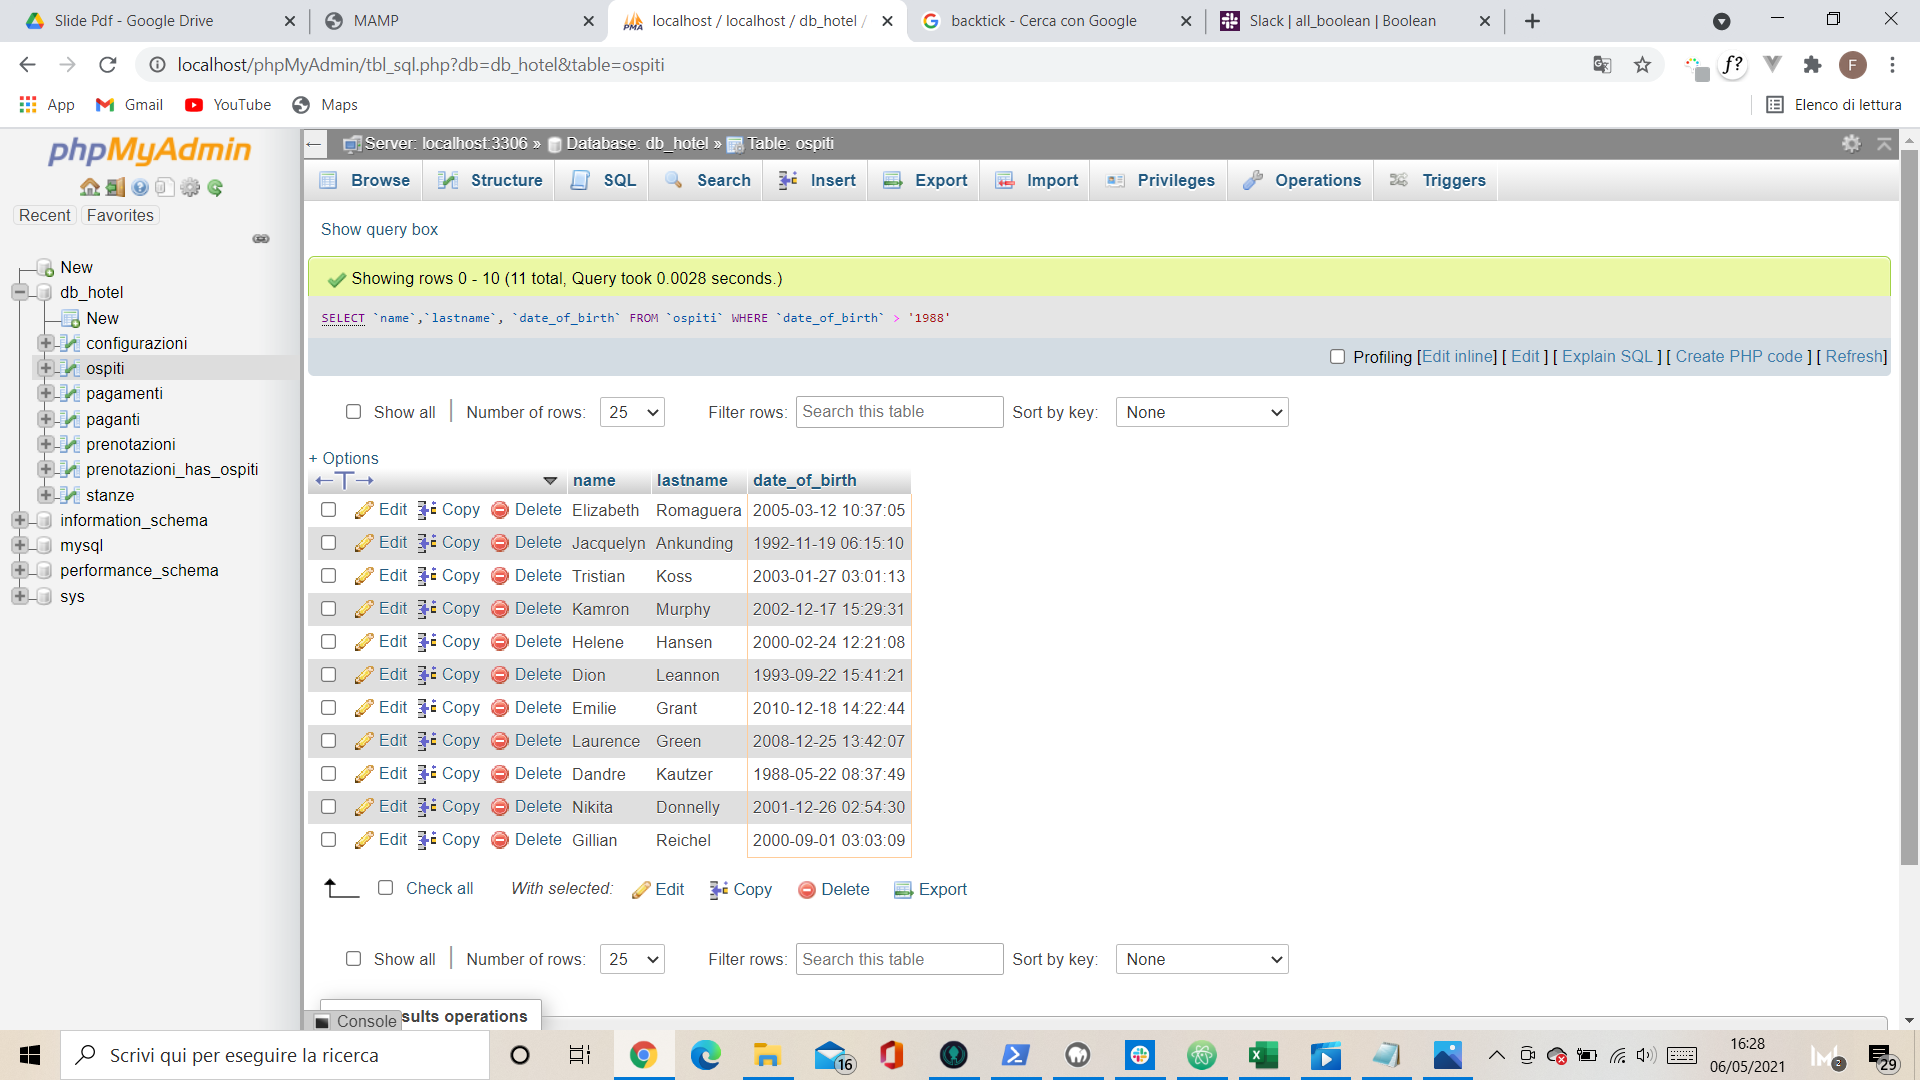 Slide Pdf - Google Drive
MAMP
localhost / localhost / db_hotel /
backtick - Cerca con Google
Slack | all_boolean | Boolean
localhost/phpMyAdmin/tbl_sql.php?db=db_hotel&table=ospiti
f?
F
App
Gmail
YouTube
Maps
Elenco di lettura
phpMyAdmin
Recent
Favorites
New
db_hotel
New
configurazioni
ospiti
pagamenti
paganti
prenotazioni
prenotazioni_has_ospiti
stanze
information_schema
mysql
performance_schema
sys
Server: localhost:3306 » Database: db_hotel » Table: ospiti
Browse Structure SQL Search Insert Export Import Privileges Operations Triggers
Show query box
Showing rows 0 - 10 (11 total, Query took 0.0028 seconds.)
SELECT `name`,`lastname`, `date_of_birth` FROM `ospiti` WHERE `date_of_birth` > '1988'
Profiling [Edit inline] [ Edit ] [ Explain SQL ] [ Create PHP code ] [ Refresh]
Show all | Number of rows: 25 Filter rows: Search this table Sort by key: None
+ Options
name lastname date_of_birth
Edit Copy Delete Elizabeth Romaguera 2005-03-12 10:37:05
Edit Copy Delete Jacquelyn Ankunding 1992-11-19 06:15:10
Edit Copy Delete Tristian Koss 2003-01-27 03:01:13
Edit Copy Delete Kamron Murphy 2002-12-17 15:29:31
Edit Copy Delete Helene Hansen 2000-02-24 12:21:08
Edit Copy Delete Dion Leannon 1993-09-22 15:41:21
Edit Copy Delete Emilie Grant 2010-12-18 14:22:44
Edit Copy Delete Laurence Green 2008-12-25 13:42:07
Edit Copy Delete Dandre Kautzer 1988-05-22 08:37:49
Edit Copy Delete Nikita Donnelly 2001-12-26 02:54:30
Edit Copy Delete Gillian Reichel 2000-09-01 03:03:09
Check all With selected: Edit Copy Delete Export
Show all | Number of rows: 25 Filter rows: Search this table Sort by key: None
Console
sults operations
Scrivi qui per eseguire la ricerca
16
16:28
06/05/2021
2
29